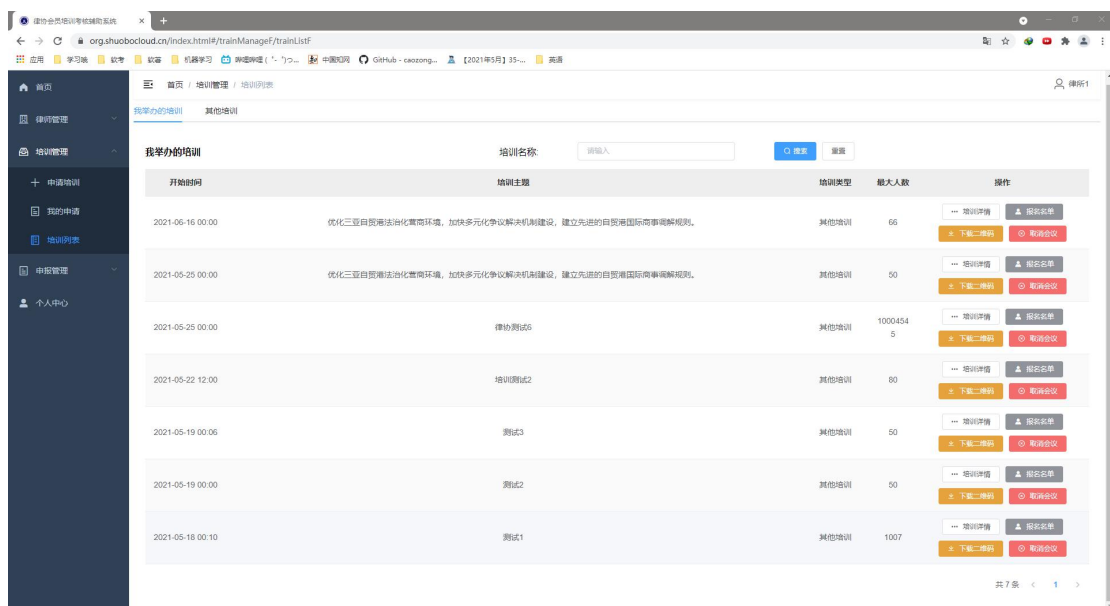 律协会员培训考核辅助系统
org.shuobocloud.cn/index.html#/trainManageF/trainListF
应用 学习啦 软考 软著 机器学习 哔哩哔哩 ( ゜- ゜)つ... 中国知网 GitHub - caozong... 【2021年5月】35-... 英语
首页
首页 / 培训管理 / 培训列表
律所1
我举办的培训 其他培训
律师管理
培训管理
申请培训
我的申请
培训列表
申报管理
个人中心
我举办的培训 培训名称: 请输入 搜索 重置
开始时间 培训主题 培训类型 最大人数 操作
2021-06-16 00:00 优化三亚自贸港法治化营商环境，加快多元化争议解决机制建设，建立先进的自贸港国际商事调解规则。 其他培训 66 培训详情 报名名单
下载二维码 取消会议
2021-05-25 00:00 优化三亚自贸港法治化营商环境，加快多元化争议解决机制建设，建立先进的自贸港国际商事调解规则。 其他培训 50 培训详情 报名名单
下载二维码 取消会议
2021-05-25 00:00 律协测试6 其他培训 10004545 培训详情 报名名单
下载二维码 取消会议
2021-05-22 12:00 培训测试2 其他培训 80 培训详情 报名名单
下载二维码 取消会议
2021-05-19 00:06 测试3 其他培训 50 培训详情 报名名单
下载二维码 取消会议
2021-05-19 00:00 测试2 其他培训 50 培训详情 报名名单
下载二维码 取消会议
2021-05-18 00:10 测试1 其他培训 1007 培训详情 报名名单
下载二维码 取消会议
共 7 条 < 1 >